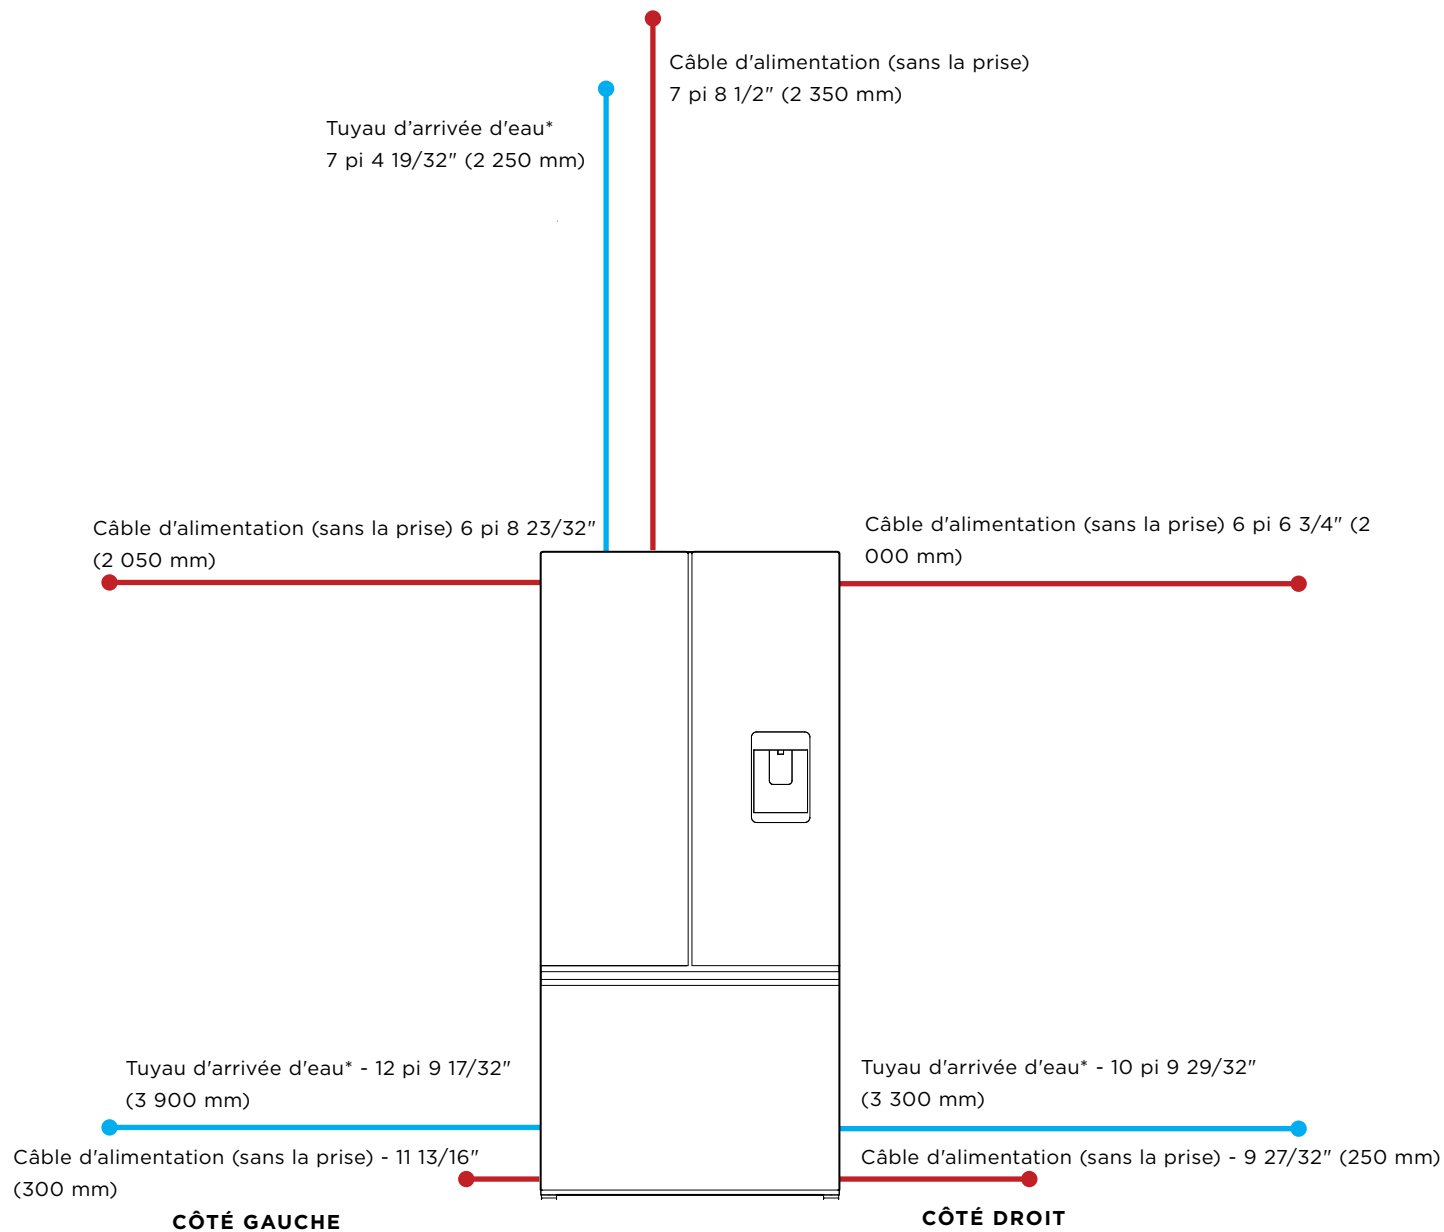 Câble d'alimentation (sans la prise)
7 pi 8 1/2" (2 350 mm)
Tuyau d’arrivée d'eau*
7 pi 4 19/32" (2 250 mm)
Câble d'alimentation (sans la prise) 6 pi 8 23/32"
(2 050 mm)
Câble d'alimentation (sans la prise) 6 pi 6 3/4" (2
000 mm)
Tuyau d'arrivée d'eau* - 12 pi 9 17/32"
(3 900 mm)
Tuyau d'arrivée d'eau* - 10 pi 9 29/32"
(3 300 mm)
Câble d'alimentation (sans la prise) - 11 13/16"
(300 mm)
Câble d'alimentation (sans la prise) - 9 27/32" (250 mm)
CÔTÉ GAUCHE
CÔTÉ DROIT